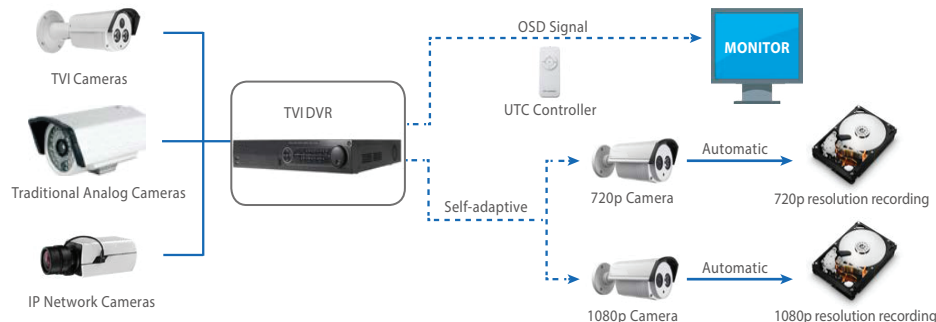 TVI Cameras
Traditional Analog Cameras
IP Network Cameras
TVI DVR
OSD Signal
UTC Controller
MONITOR
Self-adaptive
720p Camera
Automatic
720p resolution recording
1080p Camera
Automatic
1080p resolution recording